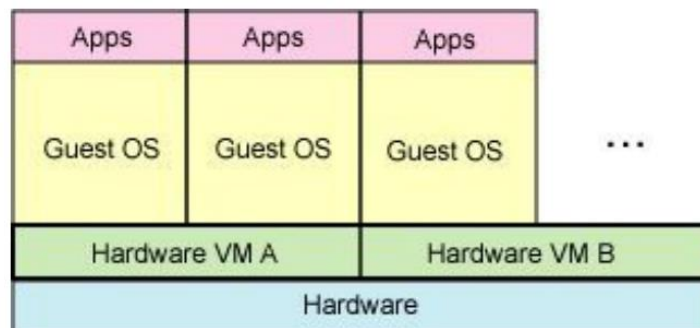 Apps Apps Apps
Guest OS Guest OS Guest OS ...
Hardware VM A Hardware VM B
Hardware